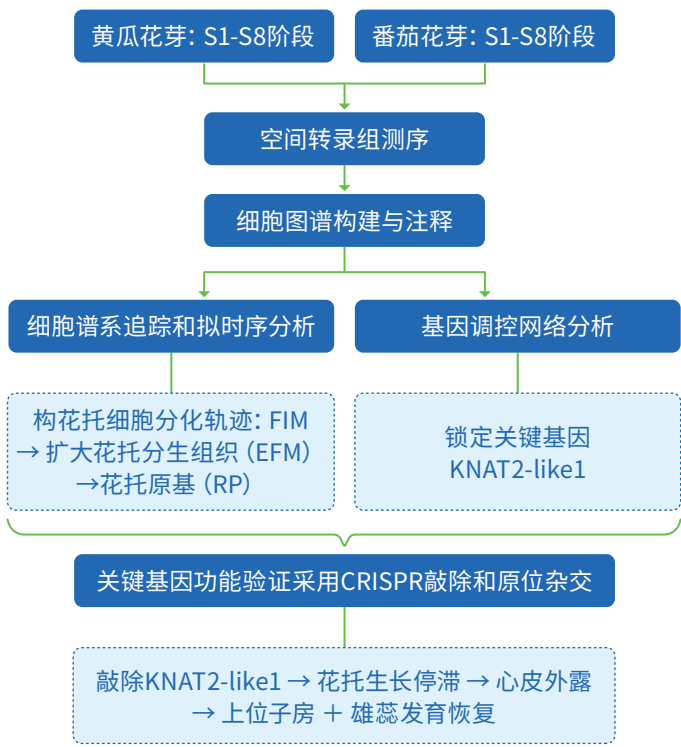 黄瓜花芽：S1-S8阶段
番茄花芽：S1-S8阶段
空间转录组测序
细胞图谱构建与注释
细胞谱系追踪和拟时序分析
基因调控网络分析
构花托细胞分化轨迹：FIM
→ 扩大花托分生组织（EFM）
→花托原基（RP）
锁定关键基因
KNAT2-like1
关键基因功能验证采用CRISPR敲除和原位杂交
敲除KNAT2-like1 → 花托生长停滞 → 心皮外露
→ 上位子房 ＋ 雄蕊发育恢复